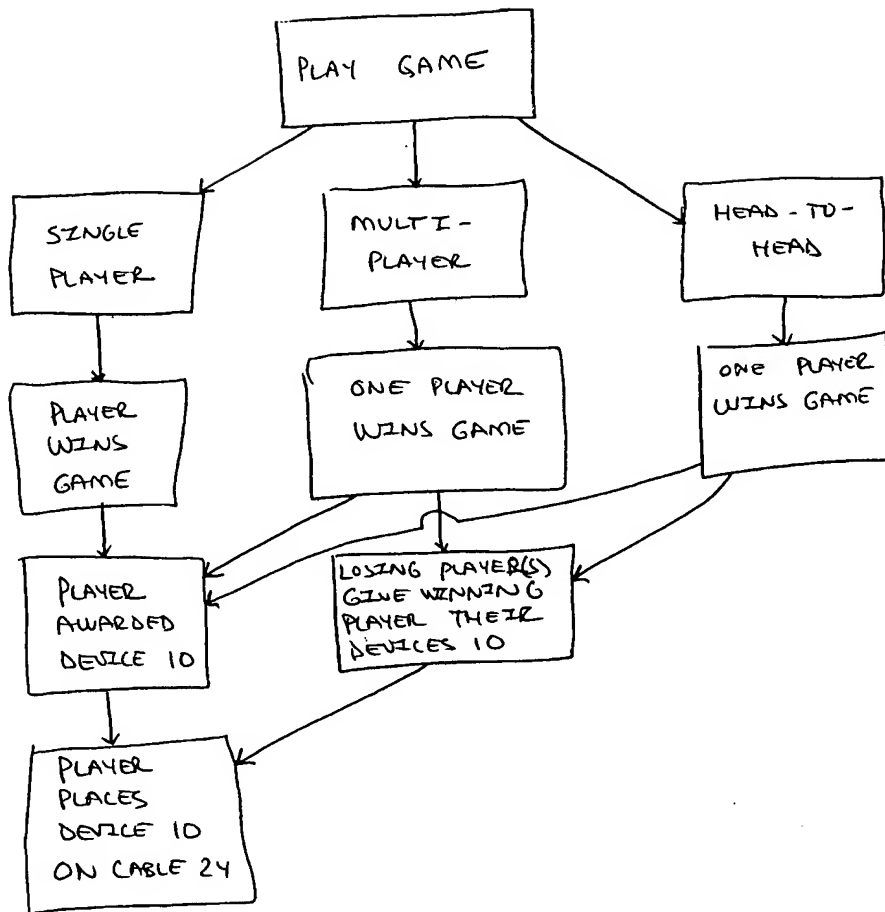 PLAY GAME
SINGLE
PLAYER
MULTI-
PLAYER
HEAD-TO-
HEAD
PLAYER
WINS
GAME
ONE PLAYER
WINS GAME
ONE PLAYER
WINS GAME
PLAYER
AWARDED
DEVICE 10
LOSING PLAYER(S)
GIVE WINNING
PLAYER THEIR
DEVICES 10
PLAYER
PLACES
DEVICE 10
ON CABLE 24